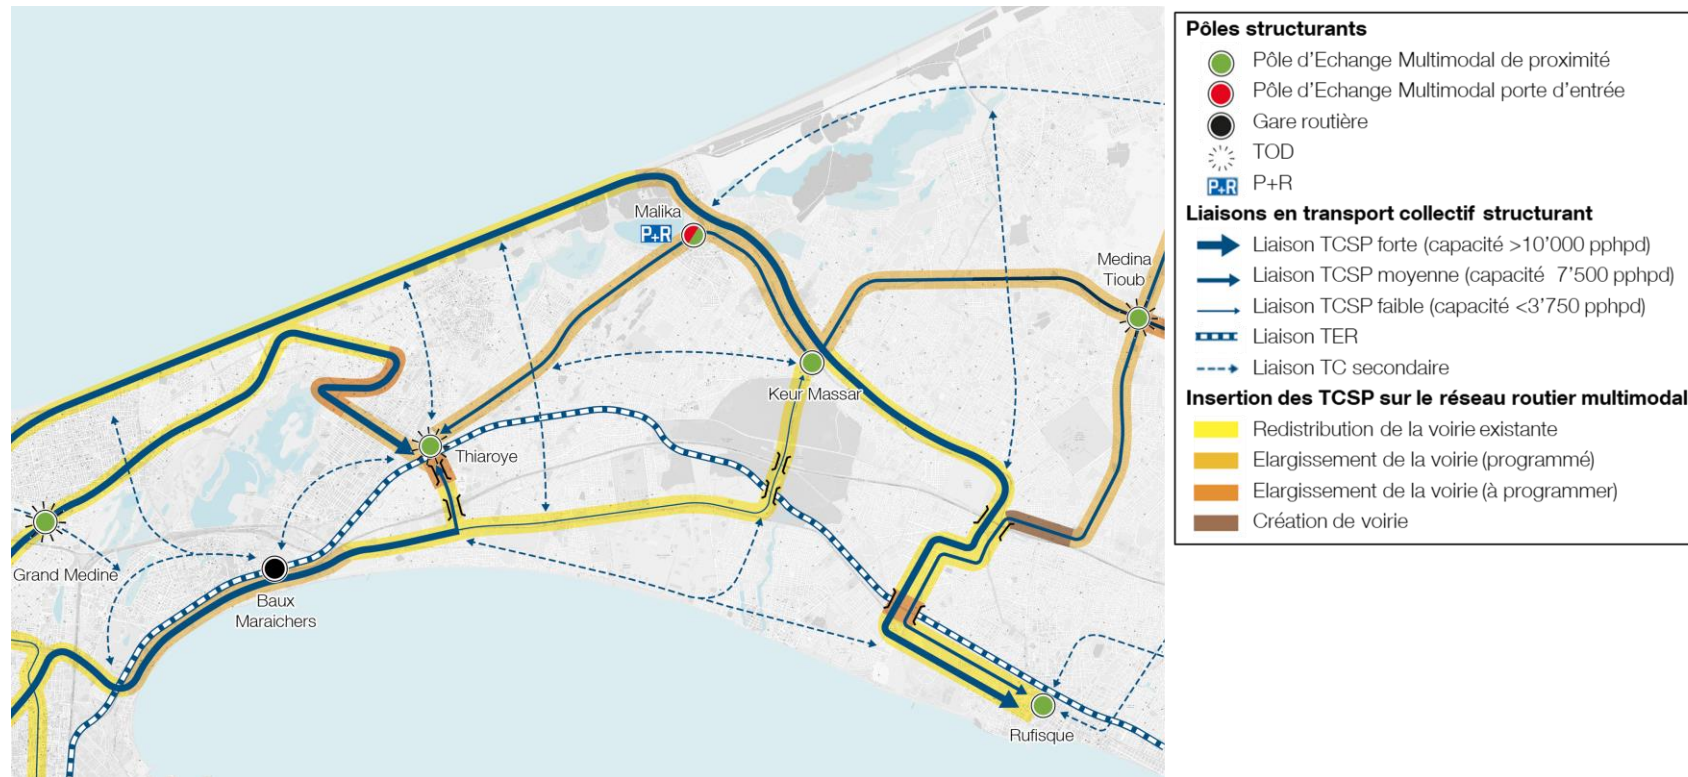 Malika
P+R
Medina
Tioub
Keur Massar
Thiaroye
Grand Medine
Baux
Maraichers
Rufisque
Pôles structurants
Pôle d'Echange Multimodal de proximité
Pôle d'Echange Multimodal porte d'entrée
Gare routière
TOD
P+R P+R
Liaisons en transport collectif structurant
Liaison TCSP forte (capacité >10'000 pphpd)
Liaison TCSP moyenne (capacité 7'500 pphpd)
Liaison TCSP faible (capacité <3'750 pphpd)
Liaison TER
Liaison TC secondaire
Insertion des TCSP sur le réseau routier multimodal
Redistribution de la voirie existante
Elargissement de la voirie (programmé)
Elargissement de la voirie (à programmer)
Création de voirie